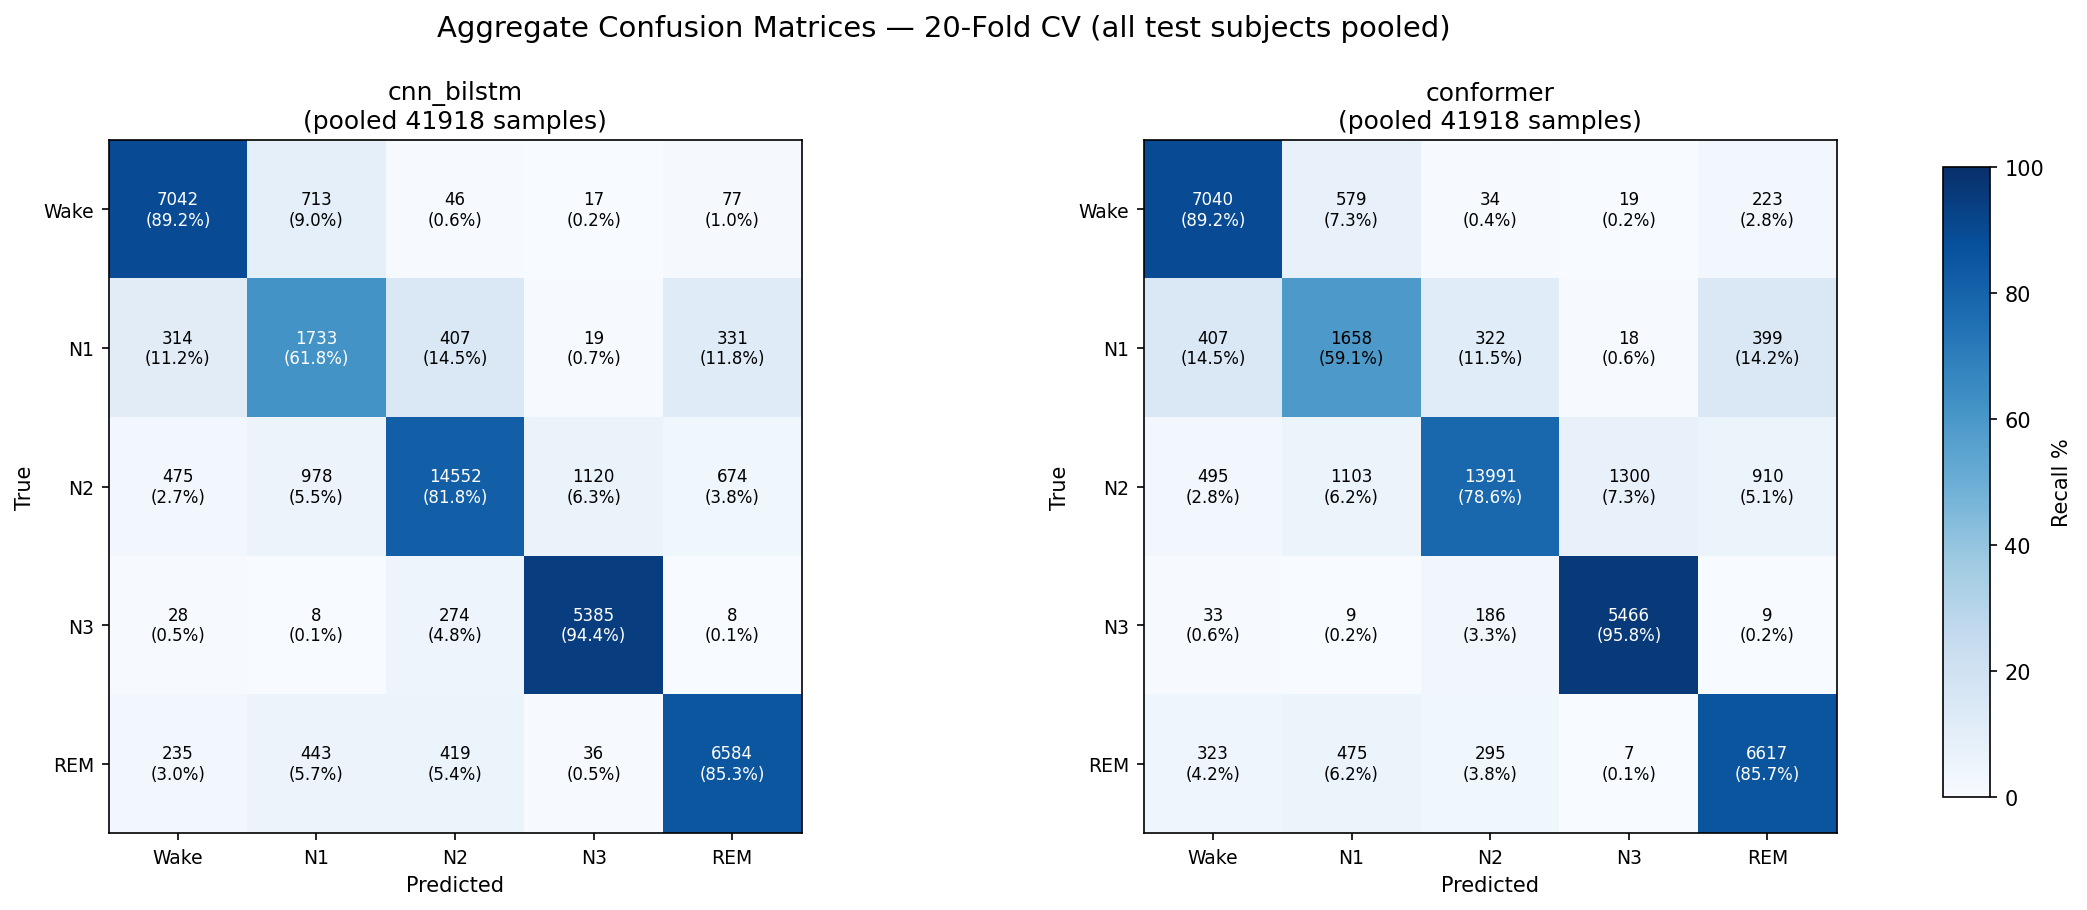 Aggregate Confusion Matrices — 20-Fold CV (all test subjects pooled)
cnn_bilstm
(pooled 41918 samples)
True
Wake
7042 713 46 17 77
(89.2%) (9.0%) (0.6%) (0.2%) (1.0%)
N1
314 1733 407 19 331
(11.2%) (61.8%) (14.5%) (0.7%) (11.8%)
N2
475 978 14552 1120 674
(2.7%) (5.5%) (81.8%) (6.3%) (3.8%)
N3
28 8 274 5385 8
(0.5%) (0.1%) (4.8%) (94.4%) (0.1%)
REM
235 443 419 36 6584
(3.0%) (5.7%) (5.4%) (0.5%) (85.3%)
Wake N1 N2 N3 REM
Predicted
conformer
(pooled 41918 samples)
True
Wake
7040 579 34 19 223
(89.2%) (7.3%) (0.4%) (0.2%) (2.8%)
N1
407 1658 322 18 399
(14.5%) (59.1%) (11.5%) (0.6%) (14.2%)
N2
495 1103 13991 1300 910
(2.8%) (6.2%) (78.6%) (7.3%) (5.1%)
N3
33 9 186 5466 9
(0.6%) (0.2%) (3.3%) (95.8%) (0.2%)
REM
323 475 295 7 6617
(4.2%) (6.2%) (3.8%) (0.1%) (85.7%)
Wake N1 N2 N3 REM
Predicted
100
80
60
40
20
0
Recall %